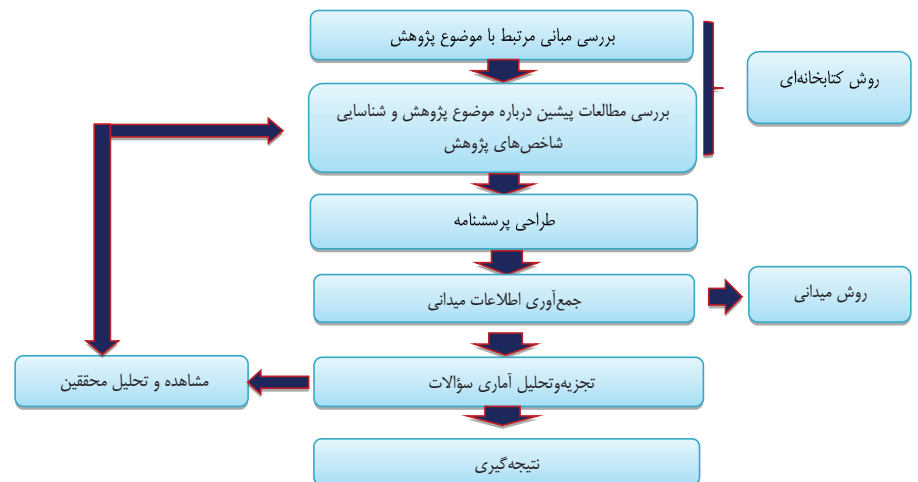 بررسی مبانی مرتبط با موضوع پژوهش
روش کتابخانه‌ای
بررسی مطالعات پیشین درباره موضوع پژوهش و شناسایی
شاخص‌های پژوهش
طراحی پرسشنامه
جمع‌آوری اطلاعات میدانی
روش میدانی
تجزیه‌وتحلیل آماری سؤالات
مشاهده و تحلیل محققین
نتیجه‌گیری